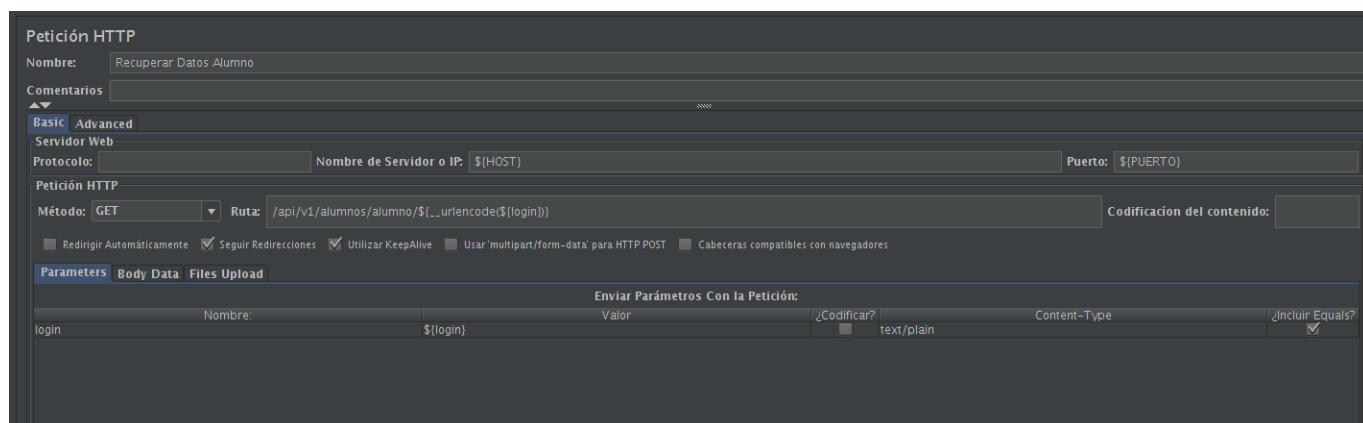 Petición HTTP
Nombre: Recuperar Datos Alumno
Comentarios
Basic Advanced
Servidor Web
Protocolo: Nombre de Servidor o IP: ${HOST} Puerto: ${PUERTO}
Petición HTTP
Método: GET Ruta: /api/v1/alumnos/alumno/${__urlencode(${login})} Codificacíon del contenido:
Redirigir Automáticamente Seguir Redirecciones Utilizar KeepAlive Usar 'multipart/form-data' para HTTP POST Cabeceras compatibles con navegadores
Parameters Body Data Files Upload
Enviar Parámetros Con la Petición:
Nombre: Valor ¿Codificar? Content-Type ¿Incluir Equals?
login ${login} text/plain